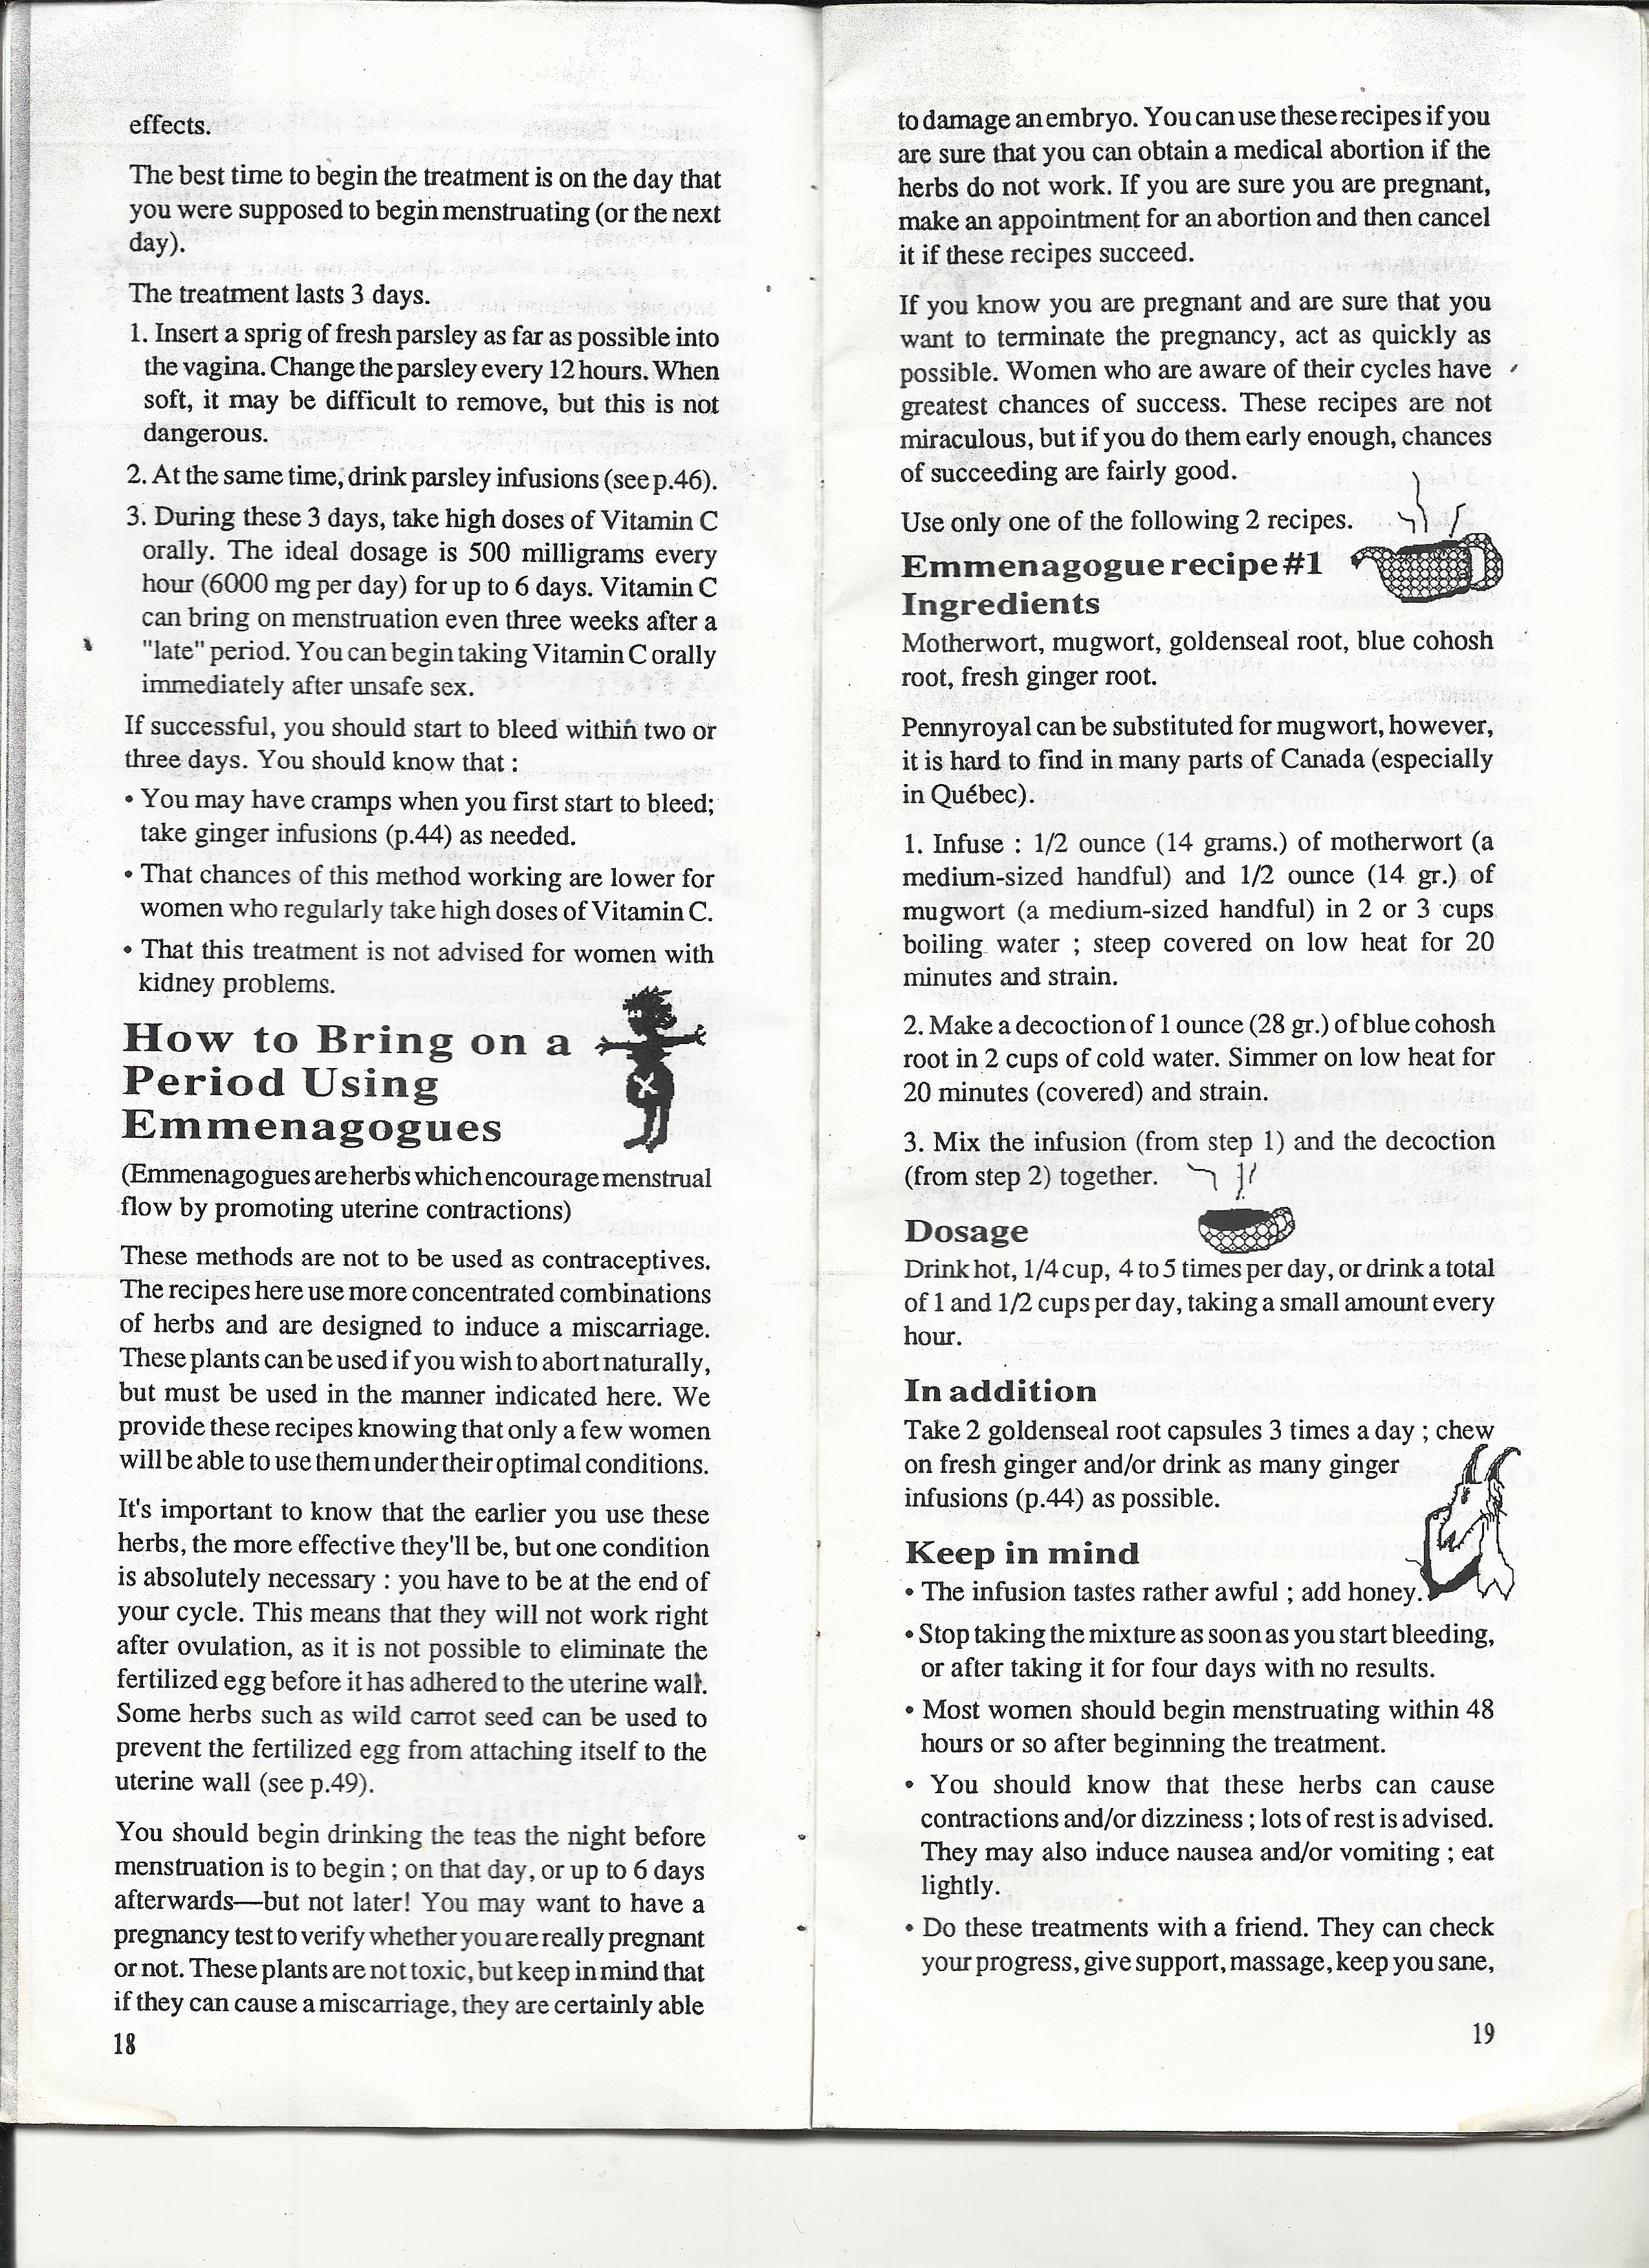 effects.
The best time to begin the treatment is on the day that
you were supposed to begin menstruating (or the next
day).
The treatment lasts 3 days.
1. Insert a sprig of fresh parsley as far as possible into
the vagina. Change the parsley every 12 hours. When
soft, it may be difficult to remove, but this is not
dangerous.
2. At the same time, drink parsley infusions (see p.46).
3. During these 3 days, take high doses of Vitamin C
orally. The ideal dosage is 500 milligrams every
hour (6000 mg per day) for up to 6 days. Vitamin C
can bring on menstruation even three weeks after a
"late" period. You can begin taking Vitamin C orally
immediately after unsafe sex.
If successful, you should start to bleed within two or
three days. You should know that :
• You may have cramps when you first start to bleed;
take ginger infusions (p.44) as needed.
• That chances of this method working are lower for
women who regularly take high doses of Vitamin C.
• That this treatment is not advised for women with
kidney problems.
How to Bring on a
Period Using
Emmenagogues
(Emmenagogues are herbs which encourage menstrual
flow by promoting uterine contractions)
These methods are not to be used as contraceptives.
The recipes here use more concentrated combinations
of herbs and are designed to induce a miscarriage.
These plants can be used if you wish to abort naturally,
but must be used in the manner indicated here. We
provide these recipes knowing that only a few women
will be able to use them under their optimal conditions.
It's important to know that the earlier you use these
herbs, the more effective they'll be, but one condition
is absolutely necessary : you have to be at the end of
your cycle. This means that they will not work right
after ovulation, as it is not possible to eliminate the
fertilized egg before it has adhered to the uterine wall.
Some herbs such as wild carrot seed can be used to
prevent the fertilized egg from attaching itself to the
uterine wall (see p.49).
You should begin drinking the teas the night before
menstruation is to begin ; on that day, or up to 6 days
afterwards—but not later! You may want to have a
pregnancy test to verify whether you are really pregnant
or not. These plants are not toxic, but keep in mind that
if they can cause a miscarriage, they are certainly able
18
to damage an embryo. You can use these recipes if you
are sure that you can obtain a medical abortion if the
herbs do not work. If you are sure you are pregnant,
make an appointment for an abortion and then cancel
it if these recipes succeed.
If you know you are pregnant and are sure that you
want to terminate the pregnancy, act as quickly as
possible. Women who are aware of their cycles have
greatest chances of success. These recipes are not
miraculous, but if you do them early enough, chances
of succeeding are fairly good.
Use only one of the following 2 recipes.
Emmenagogue recipe #1
Ingredients
Motherwort, mugwort, goldenseal root, blue cohosh
root, fresh ginger root.
Pennyroyal can be substituted for mugwort, however,
it is hard to find in many parts of Canada (especially
in Québec).
1. Infuse : 1/2 ounce (14 grams.) of motherwort (a
medium-sized handful) and 1/2 ounce (14 gr.) of
mugwort (a medium-sized handful) in 2 or 3 cups
boiling water ; steep covered on low heat for 20
minutes and strain.
2. Make a decoction of 1 ounce (28 gr.) of blue cohosh
root in 2 cups of cold water. Simmer on low heat for
20 minutes (covered) and strain.
3. Mix the infusion (from step 1) and the decoction
(from step 2) together.
Dosage
Drink hot, 1/4 cup, 4 to 5 times per day, or drink a total
of 1 and 1/2 cups per day, taking a small amount every
hour.
In addition
Take 2 goldenseal root capsules 3 times a day ; chew
on fresh ginger and/or drink as many ginger
infusions (p.44) as possible.
Keep in mind
• The infusion tastes rather awful ; add honey.
• Stop taking the mixture as soon as you start bleeding,
or after taking it for four days with no results.
• Most women should begin menstruating within 48
hours or so after beginning the treatment.
• You should know that these herbs can cause
contractions and/or dizziness ; lots of rest is advised.
They may also induce nausea and/or vomiting ; eat
lightly.
• Do these treatments with a friend. They can check
your progress, give support, massage, keep you sane,
19